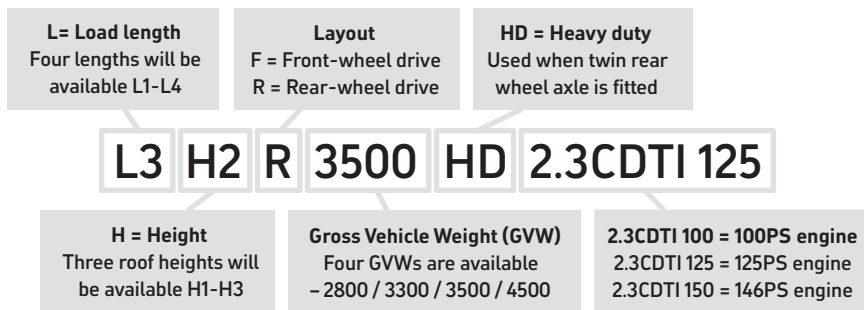 L= Load length
Four lengths will be
available L1-L4
Layout
F = Front-wheel drive
R = Rear-wheel drive
HD = Heavy duty
Used when twin rear
wheel axle is fitted
L3 H2 R 3500 HD 2.3CDTI 125
H = Height
Three roof heights will
be available H1-H3
Gross Vehicle Weight (GVW)
Four GVWs are available
– 2800 / 3300 / 3500 / 4500
2.3CDTI 100 = 100PS engine
2.3CDTI 125 = 125PS engine
2.3CDTI 150 = 146PS engine